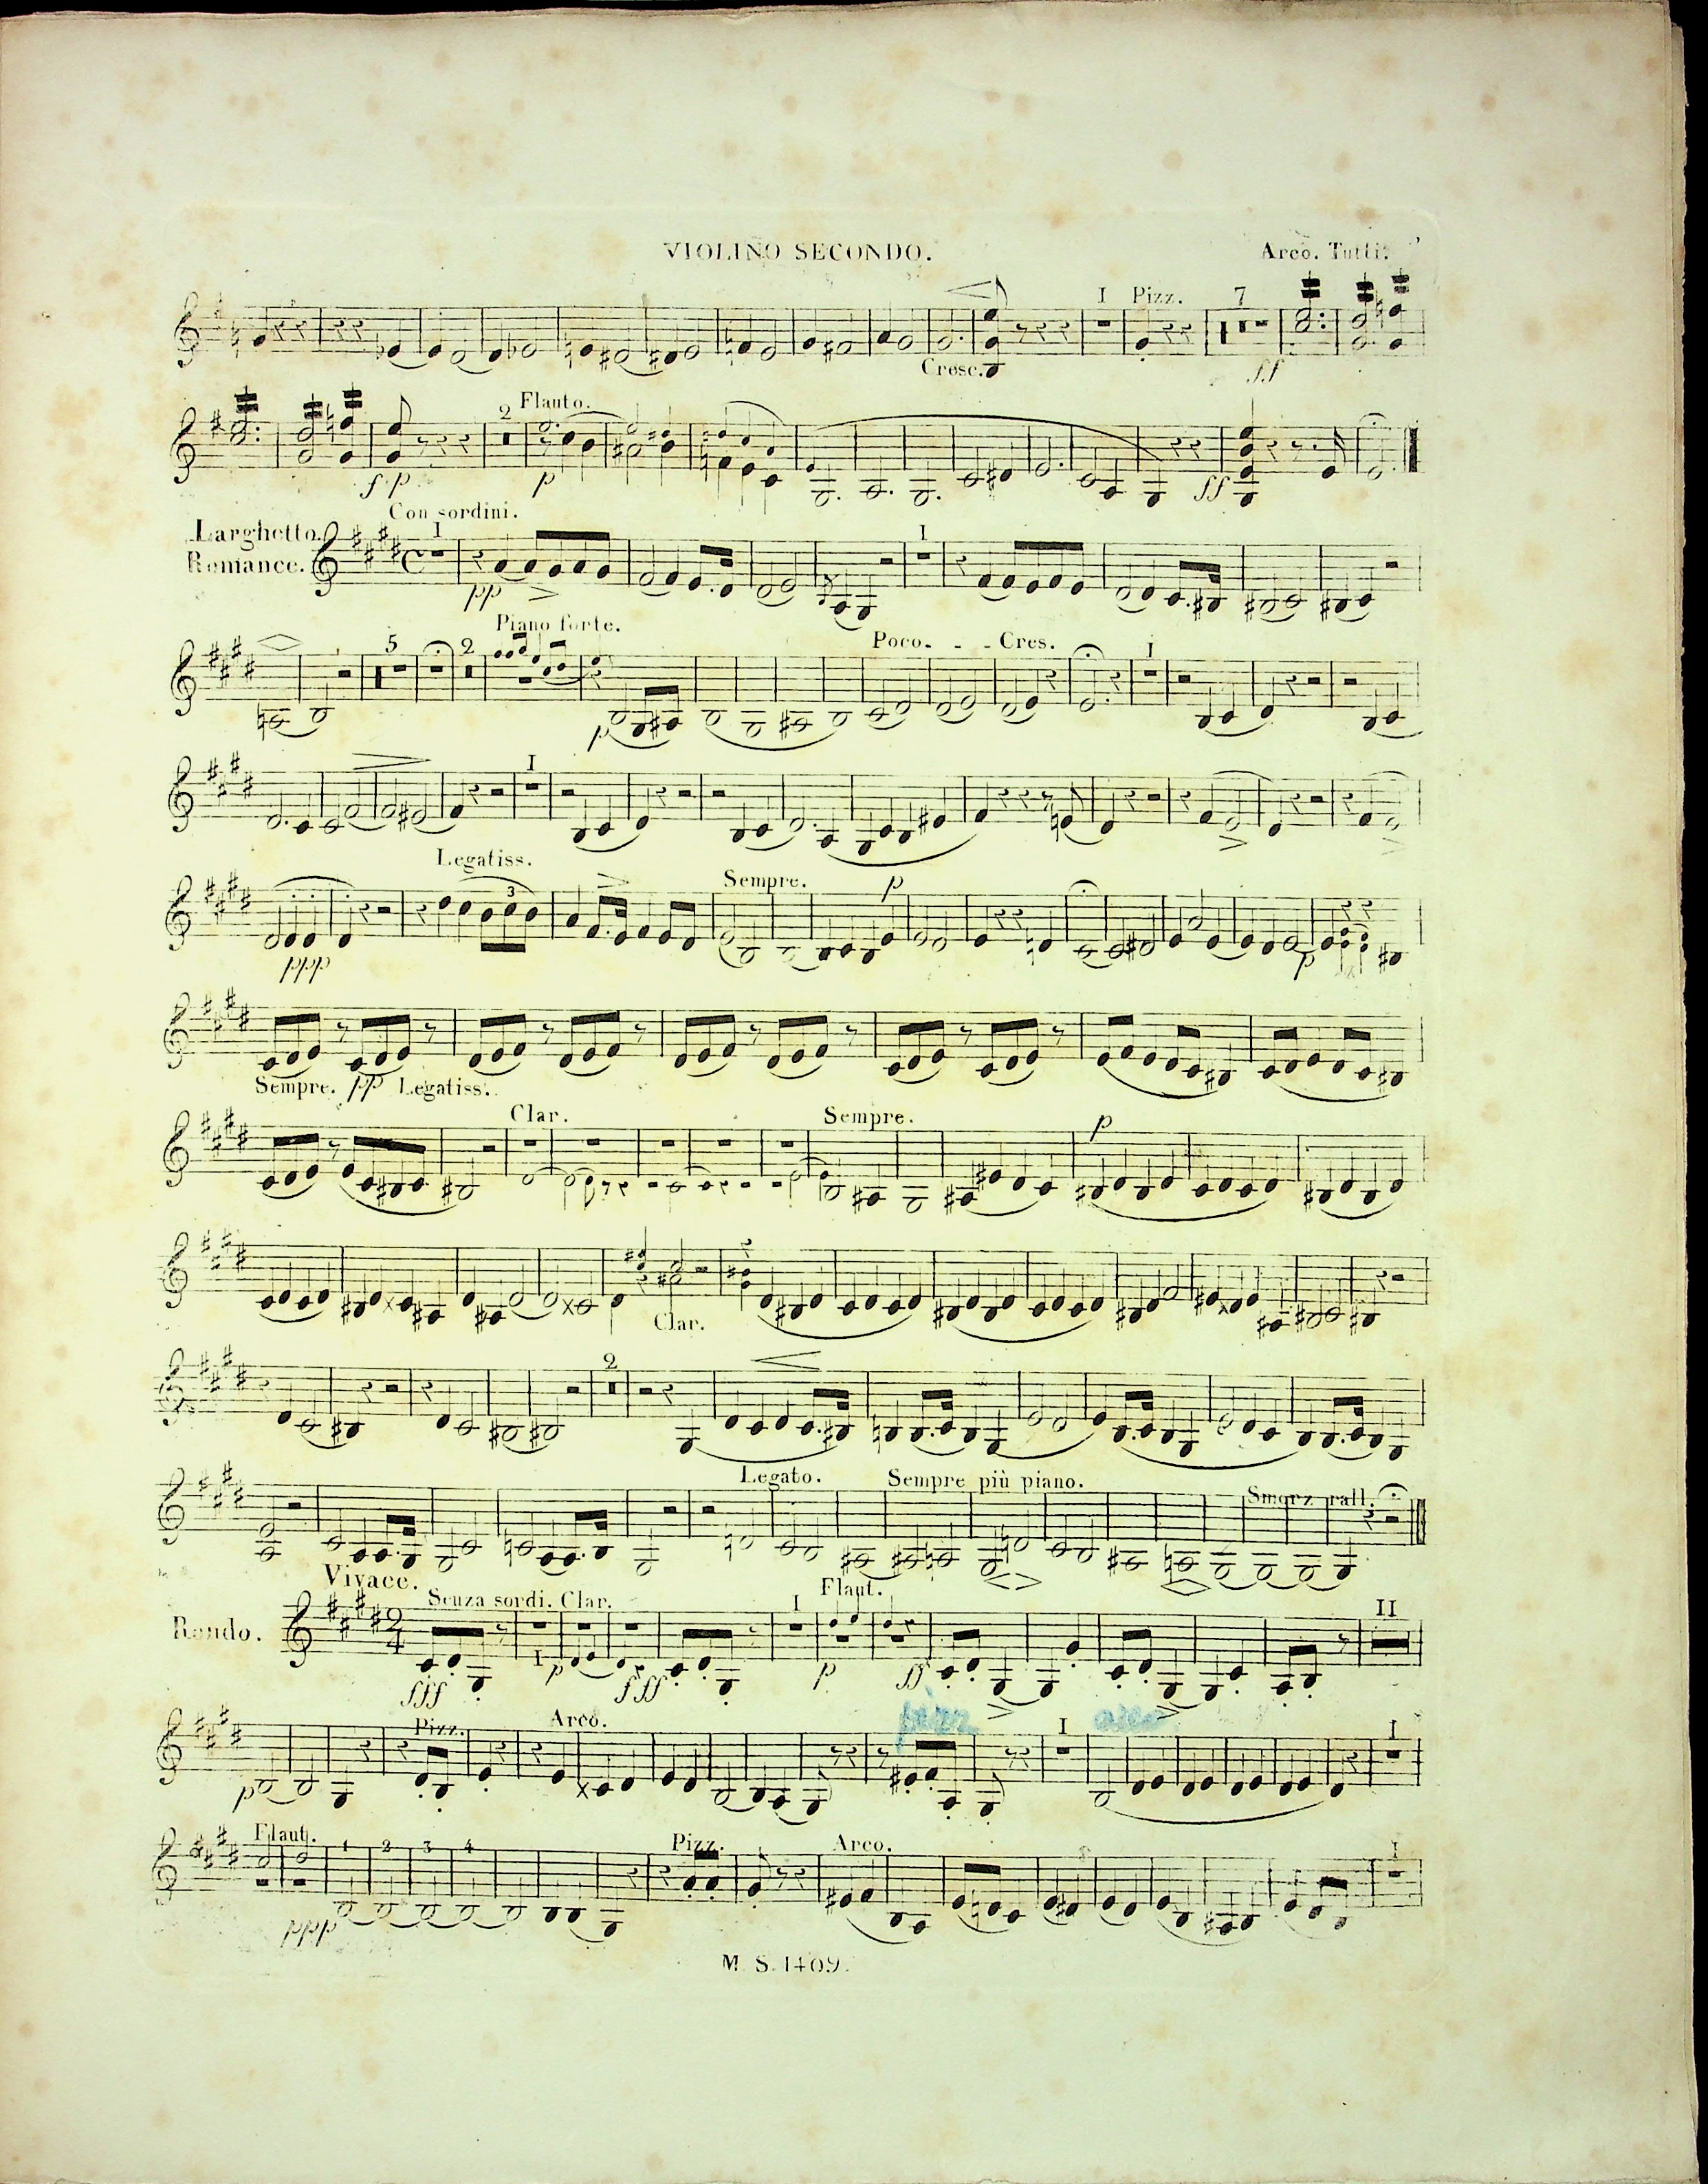 VIOLINO SECONDO.
Arco. Tutti.
I Pizz. 7
Cresc. ff
2 Flauto.
f p p ff
Con sordini.
Larghetto. I I
Romance.
pp
Piano forte.
5 2 Poco - - - Cres. I
p
I
Legatiss.
3 Sempre. p
ppp p
Sempre. pp Legatiss.
Clar. Sempre. p
Clar.
2
Legato. Sempre più piano. Smorz rall.
Vivace.
Senza sordi. Clar. I Flaut. II
Rondo. 2 4
I p p ff
fff fff
pizz arco
Pizz. Arco. I I
p
Flaut. 1 2 3 4 Pizz. Arco. I
ppp
M. S. 1409.